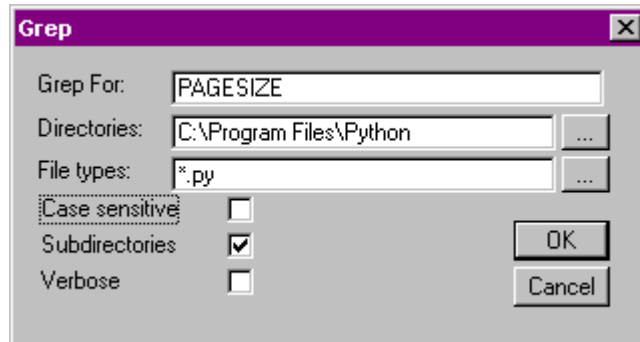 Grep
Grep For: PAGESIZE
Directories: C:\Program Files\Python ...
File types: *.py ...
Case sensitive
Subdirectories OK
Verbose Cancel